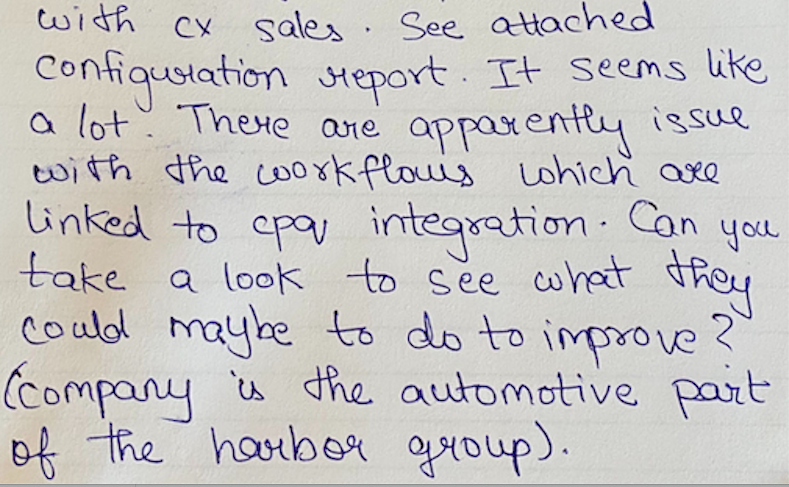 with cx sales. See attached
configuration report. It seems like
a lot. There are apparently issue
with the workflows which are
linked to cpq integration. Can you
take a look to see what they
could maybe to do to improve?
(company is the automotive part
of the harbor group).